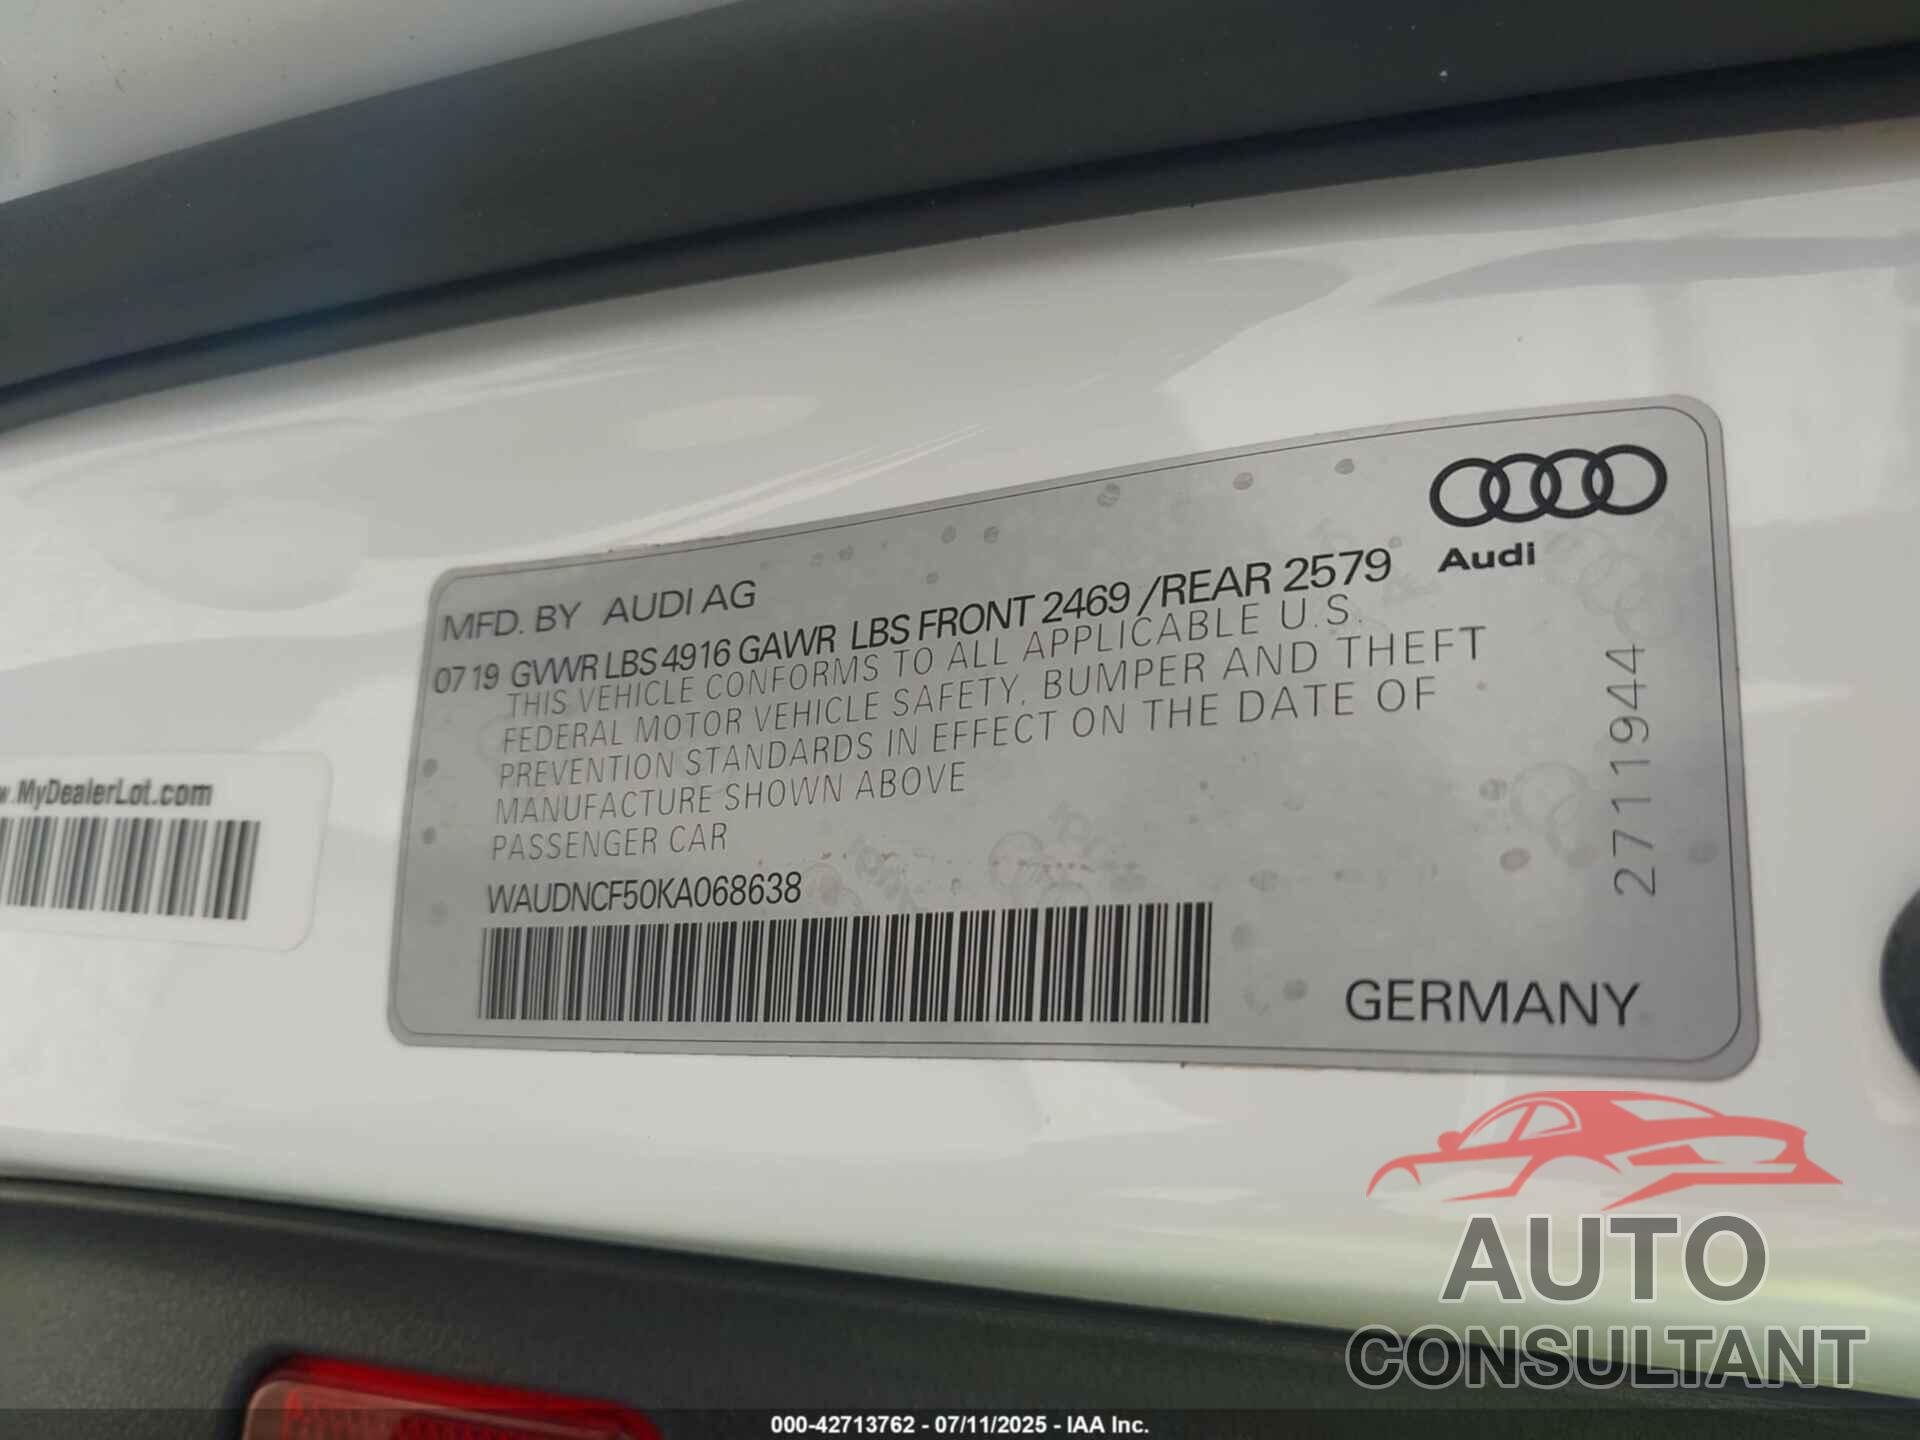 MFD. BY AUDI AG
Audi
07 19 GVWR LBS 4916 GAWR LBS FRONT 2469 /REAR 2579
THIS VEHICLE CONFORMS TO ALL APPLICABLE U.S.
FEDERAL MOTOR VEHICLE SAFETY, BUMPER AND THEFT
PREVENTION STANDARDS IN EFFECT ON THE DATE OF
MANUFACTURE SHOWN ABOVE
PASSENGER CAR
WAUDNCF50KA068638
GERMANY
2711944
w.MyDealerLot.com
AUTO
CONSULTANT
000-42713762 - 07/11/2025 - IAA Inc.